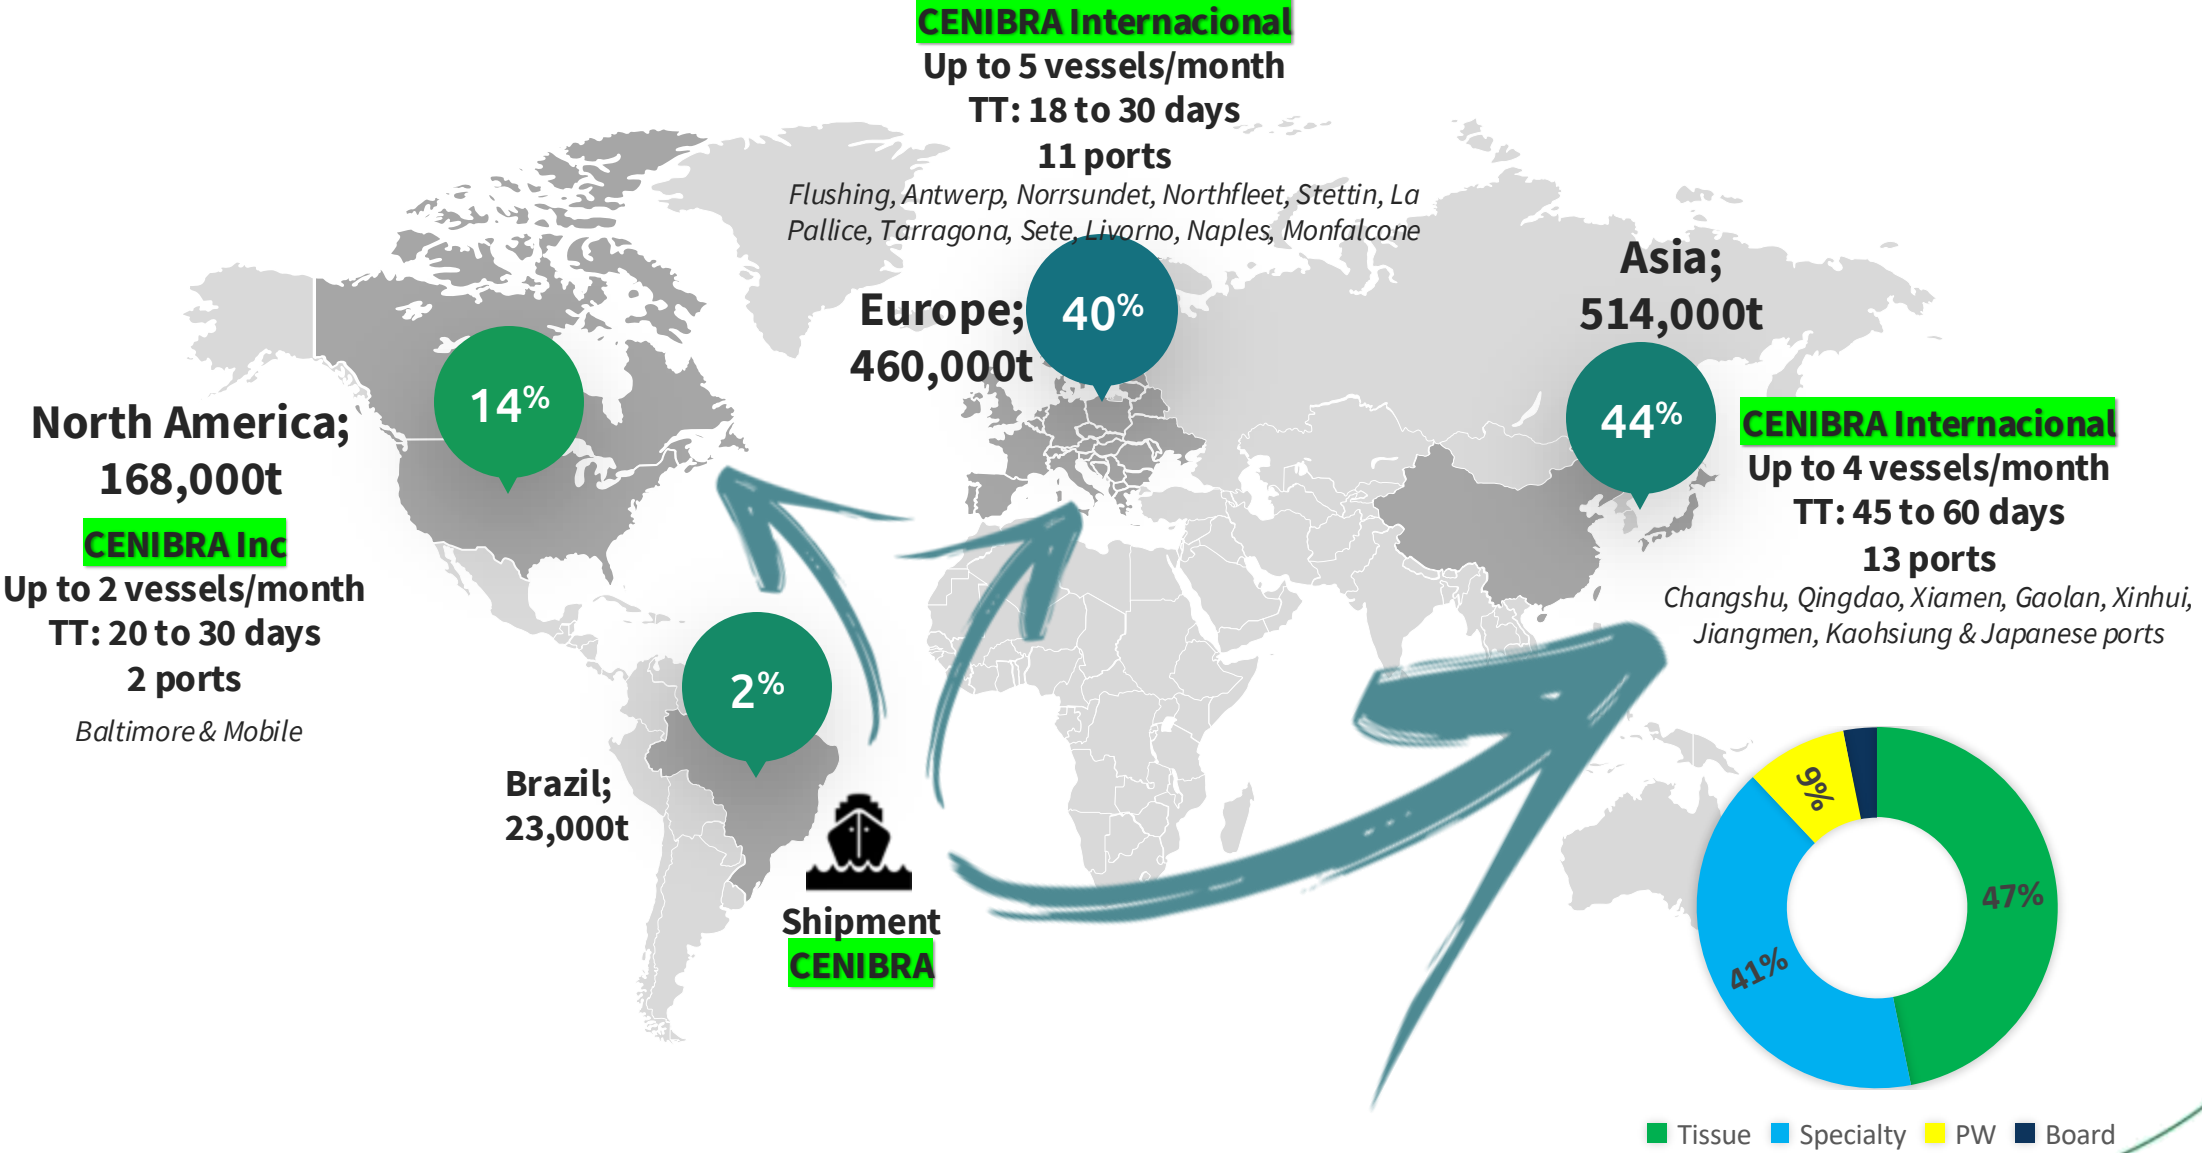 CENIBRA Internacional
Up to 5 vessels/month
TT: 18 to 30 days
11 ports
Flushing, Antwerp, Norrsundet, Northfleet, Stettin, La
Pallice, Tarragona, Sete, Livorno, Naples, Monfalcone
Europe;
460,000t
40%
Asia;
514,000t
44%
CENIBRA Internacional
Up to 4 vessels/month
TT: 45 to 60 days
13 ports
Changshu, Qingdao, Xiamen, Gaolan, Xinhui,
Jiangmen, Kaohsiung & Japanese ports
14%
North America;
168,000t
CENIBRA Inc
Up to 2 vessels/month
TT: 20 to 30 days
2 ports
Baltimore & Mobile
2%
Brazil;
23,000t
Shipment
CENIBRA
9%
47%
41%
Tissue Specialty PW Board